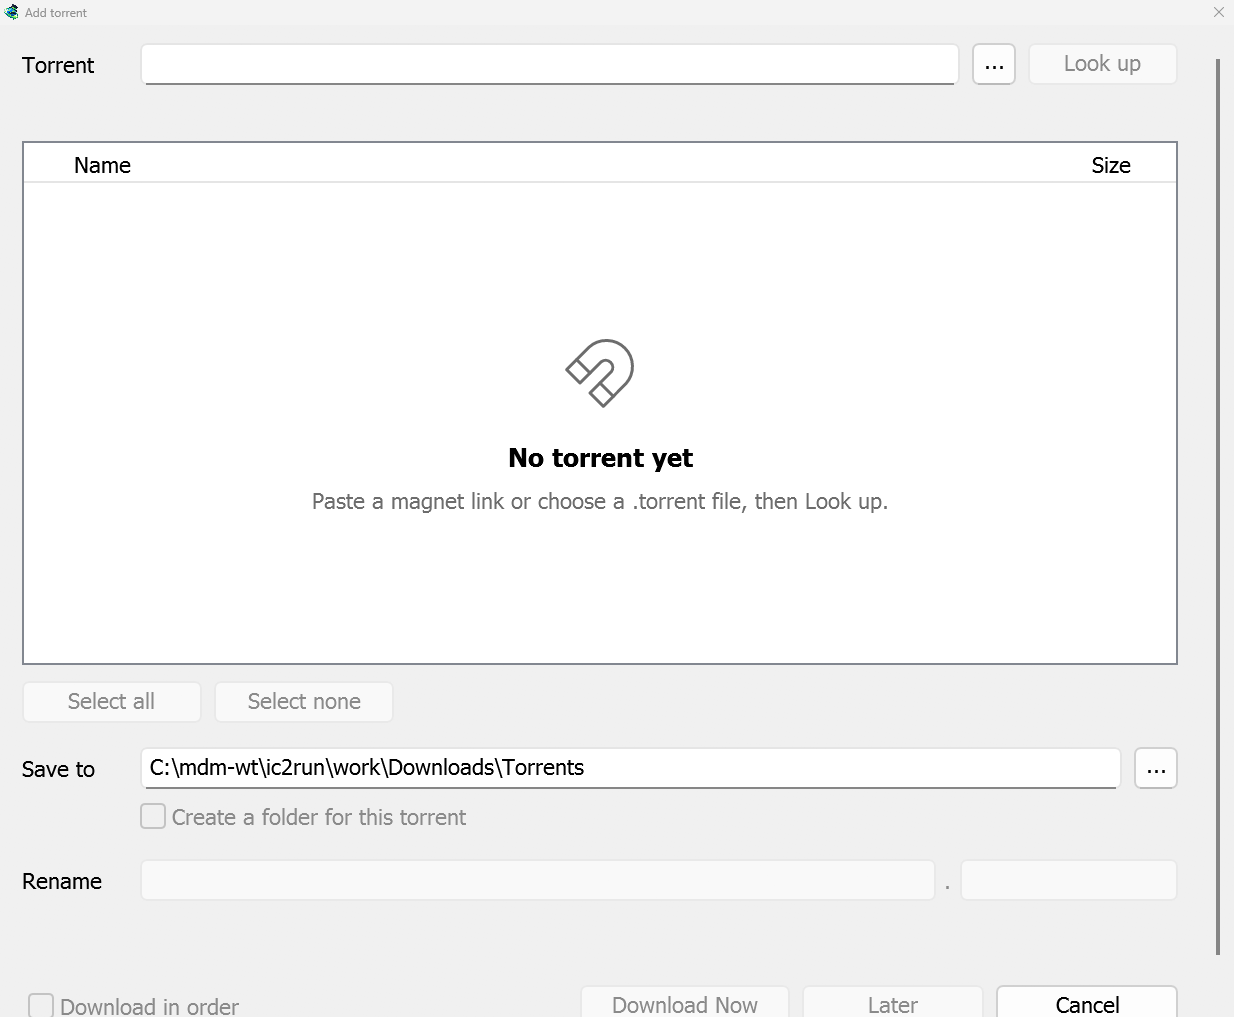 Add torrent
Torrent
...
Look up
Name
Size
No torrent yet
Paste a magnet link or choose a .torrent file, then Look up.
Select all
Select none
Save to
C:\mdm-wt\ic2run\work\Downloads\Torrents
...
Create a folder for this torrent
Rename
.
Download in order
Download Now
Later
Cancel